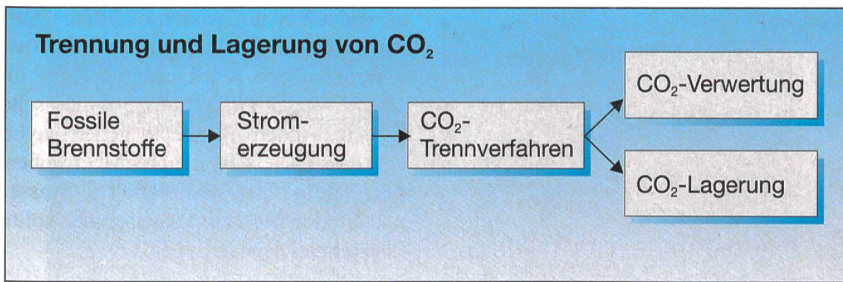 Trennung und Lagerung von CO₂
Fossile
Brennstoffe
Strom-
erzeugung
CO₂-
Trennverfahren
CO₂-Verwertung
CO₂-Lagerung